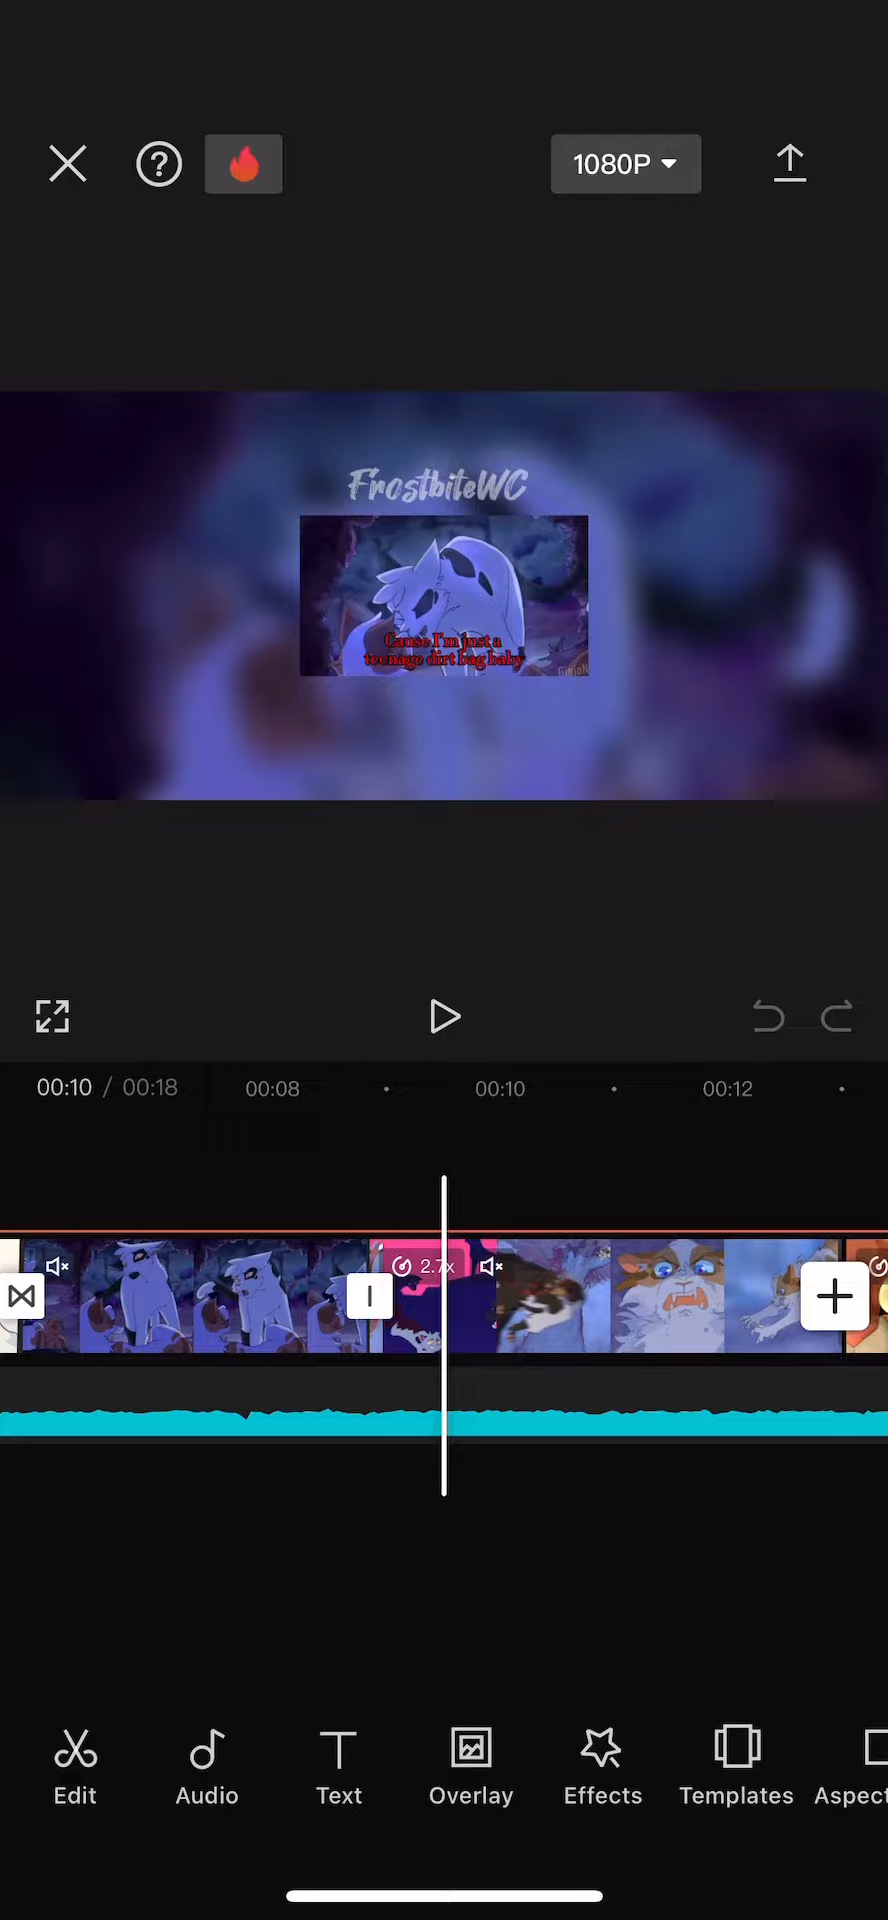 1080P
FrostbiteWC
Cause I'm just a
teenage dirt bag baby
00:10 / 00:18
00:08
00:10
00:12
2.7x
Edit
Audio
Text
Overlay
Effects
Templates
Aspect